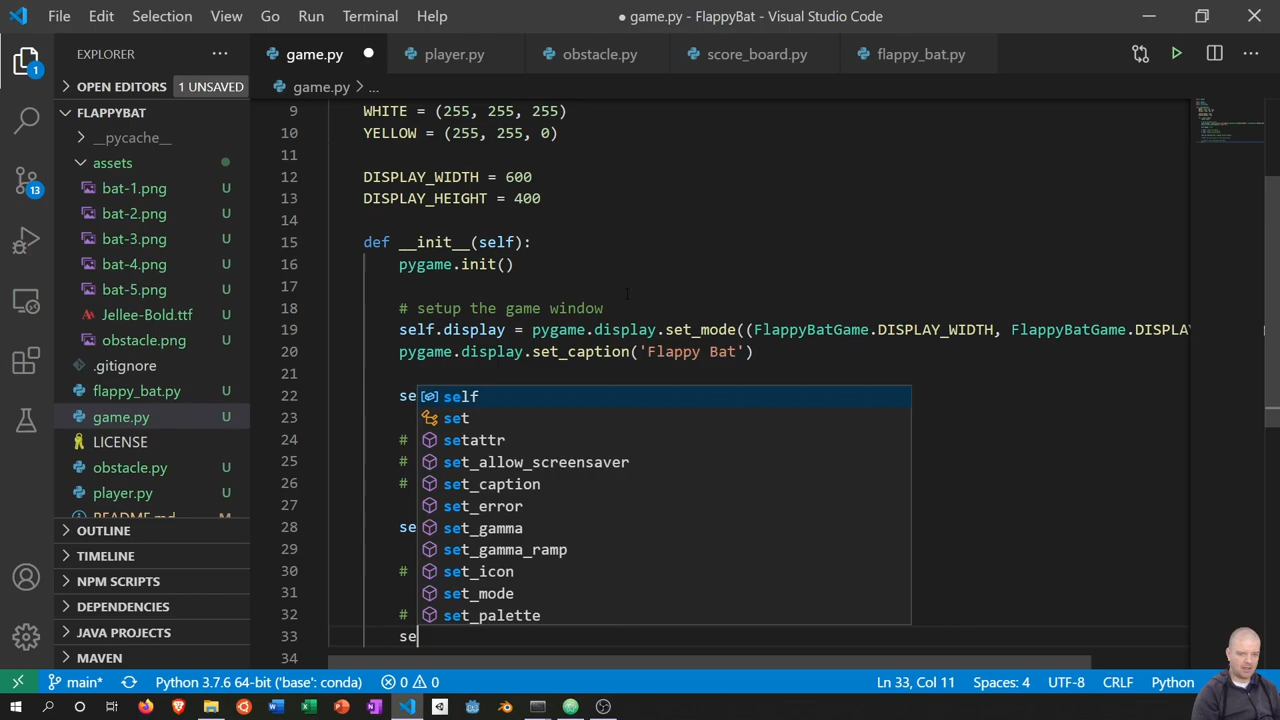 File Edit Selection View Go Run Terminal Help
● game.py - FlappyBat - Visual Studio Code
EXPLORER
game.py
player.py
obstacle.py
score_board.py
flappy_bat.py
1
OPEN EDITORS 1 UNSAVED
game.py > ...
FLAPPYBAT
__pycache__
assets
bat-1.png U
bat-2.png U
bat-3.png U
bat-4.png U
bat-5.png U
Jellee-Bold.ttf U
obstacle.png U
.gitignore
flappy_bat.py U
game.py U
LICENSE
obstacle.py U
player.py U
README.md M
OUTLINE
TIMELINE
NPM SCRIPTS
DEPENDENCIES
JAVA PROJECTS
MAVEN
13
9 WHITE = (255, 255, 255)
10 YELLOW = (255, 255, 0)
11
12 DISPLAY_WIDTH = 600
13 DISPLAY_HEIGHT = 400
14
15 def __init__(self):
16 pygame.init()
17
18 # setup the game window
19 self.display = pygame.display.set_mode((FlappyBatGame.DISPLAY_WIDTH, FlappyBatGame.DISPLA
20 pygame.display.set_caption('Flappy Bat')
21
22 se
23
24 #
25 #
26 #
27
28 se
29
30 #
31
32 #
33 se
34
self
set
setattr
set_allow_screensaver
set_caption
set_error
set_gamma
set_gamma_ramp
set_icon
set_mode
set_palette
main* Python 3.7.6 64-bit ('base': conda) 0 0 Ln 33, Col 11 Spaces: 4 UTF-8 CRLF Python